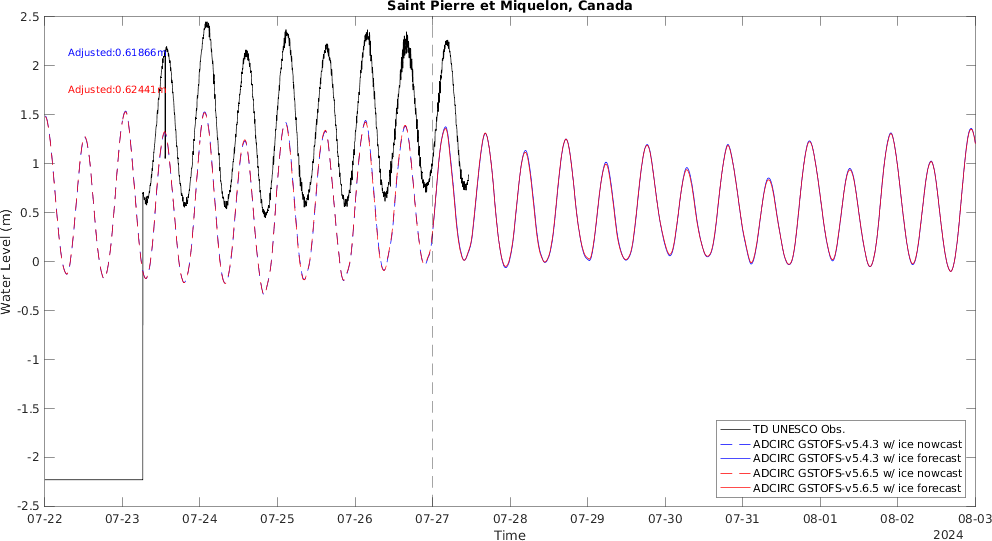 Saint Pierre et Miquelon, Canada
2.5
2
1.5
1
0.5
0
-0.5
-1
-1.5
-2
-2.5
Water Level (m)
Adjusted:0.61866m
Adjusted:0.62441m
TD UNESCO Obs.
ADCIRC GSTOFS-v5.4.3 w/ ice nowcast
ADCIRC GSTOFS-v5.4.3 w/ ice forecast
ADCIRC GSTOFS-v5.6.5 w/ ice nowcast
ADCIRC GSTOFS-v5.6.5 w/ ice forecast
07-22 07-23 07-24 07-25 07-26 07-27 07-28 07-29 07-30 07-31 08-01 08-02 08-03
Time
2024